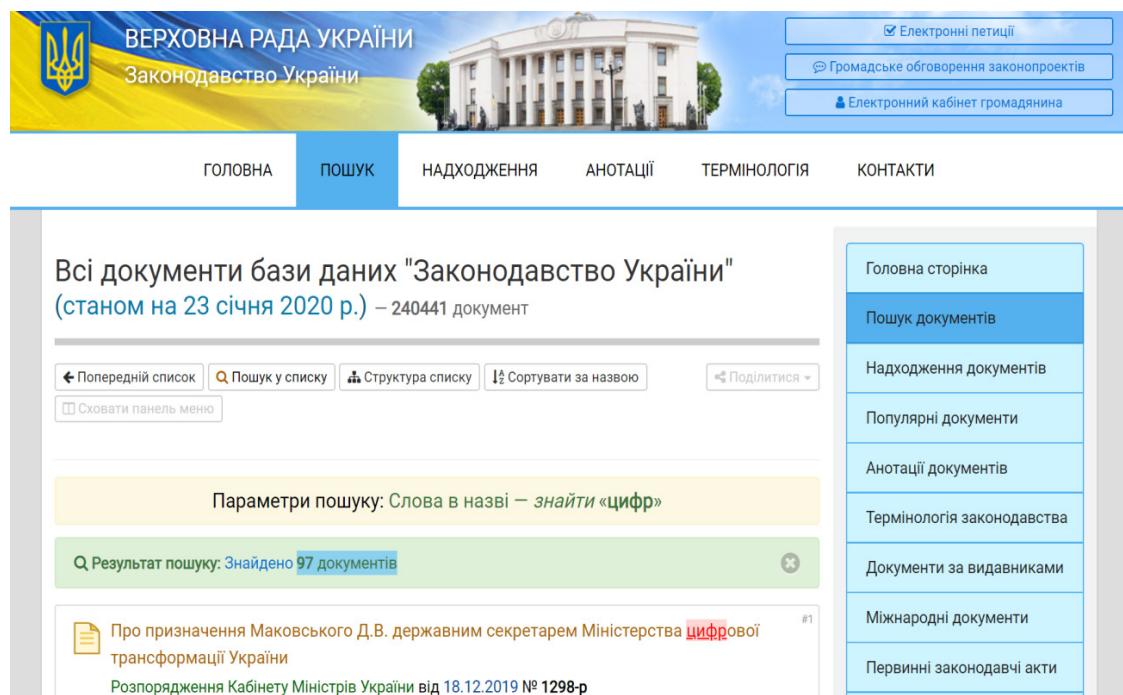 ВЕРХОВНА РАДА УКРАЇНИ
Законодавство України
Електронні петиції
Громадське обговорення законопроектів
Електронний кабінет громадянина
ГОЛОВНА ПОШУК НАДХОДЖЕННЯ АНОТАЦІЇ ТЕРМІНОЛОГІЯ КОНТАКТИ
Всі документи бази даних "Законодавство України"
(станом на 23 січня 2020 р.) – 240441 документ
Попередній список Пошук у списку Структура списку Сортувати за назвою Поділитися
Сховати панель меню
Параметри пошуку: Слова в назві — знайти «цифр»
Результат пошуку: Знайдено 97 документів
#1
Про призначення Маковського Д.В. державним секретарем Міністерства цифрової
трансформації України
Розпорядження Кабінету Міністрів України від 18.12.2019 № 1298-р
Головна сторінка
Пошук документів
Надходження документів
Популярні документи
Анотації документів
Термінологія законодавства
Документи за видавниками
Міжнародні документи
Первинні законодавчі акти